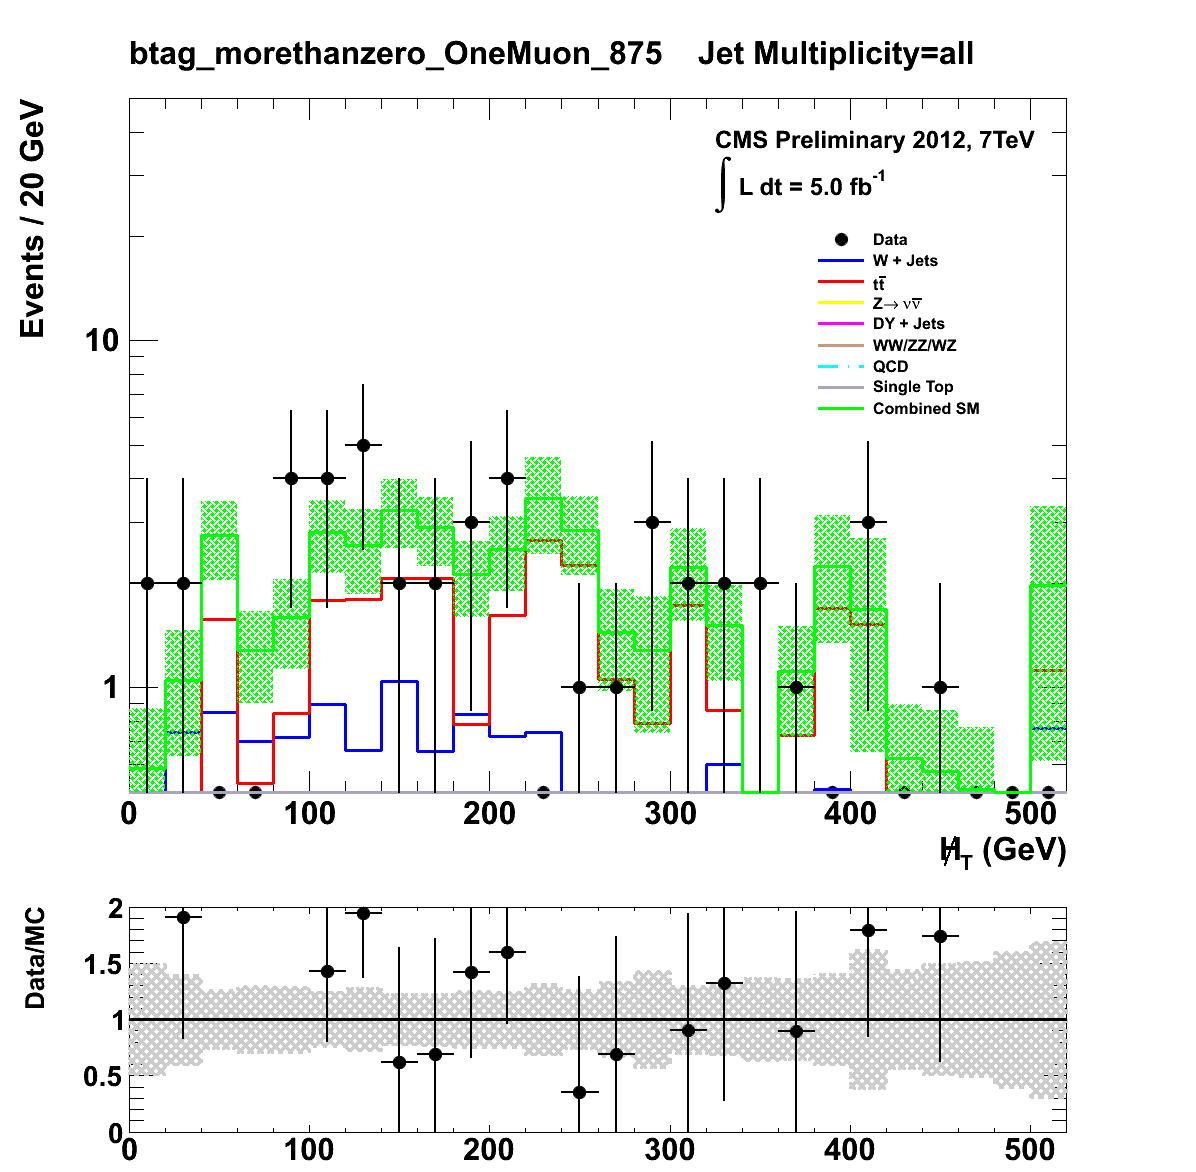 btag_morethanzero_OneMuon_875 Jet Multiplicity=all
Events / 20 GeV
CMS Preliminary 2012, 7TeV
∫ L dt = 5.0 fb⁻¹
Data
W + Jets
tt̅
Z→ νν̅
DY + Jets
WW/ZZ/WZ
QCD
Single Top
Combined SM
10
1
0 100 200 300 400 500
H̸_T (GeV)
Data/MC
2
1.5
1
0.5
0
0 100 200 300 400 500